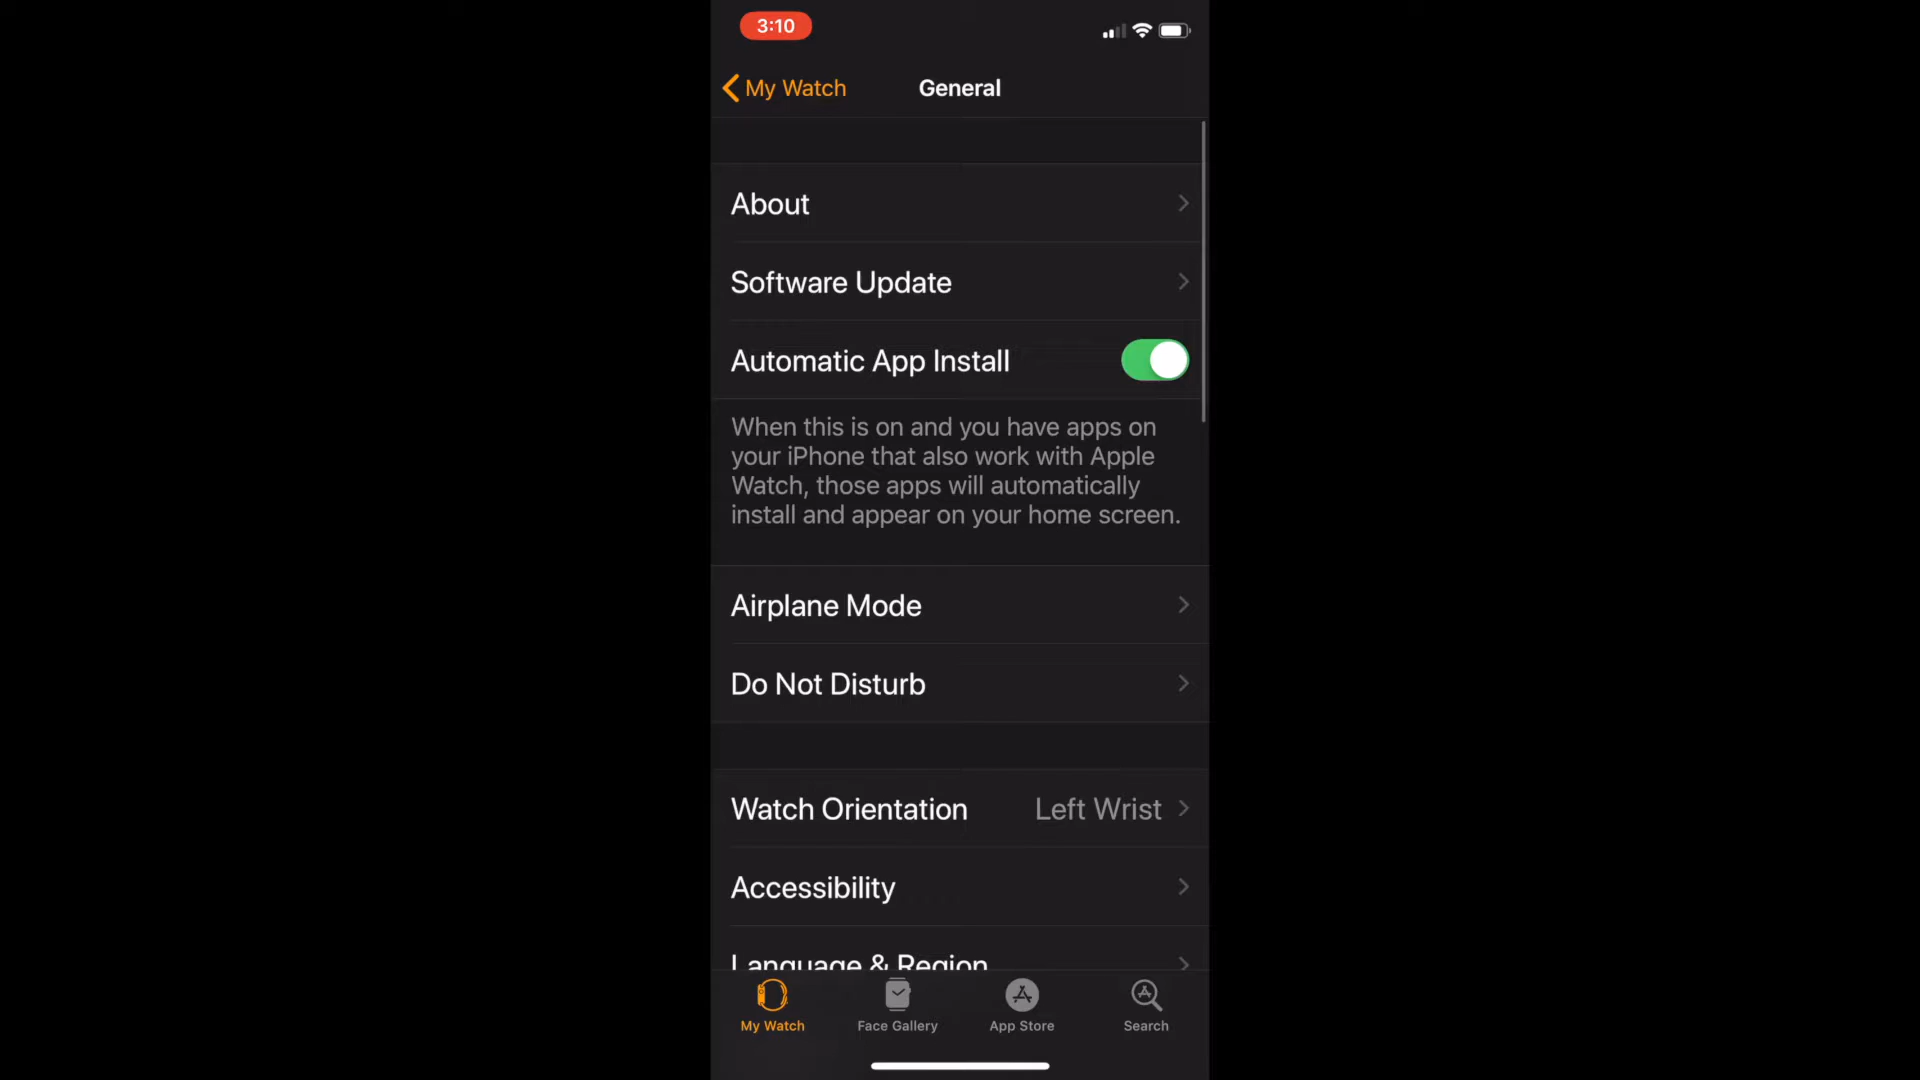 3:10
My Watch
General
About
Software Update
Automatic App Install
When this is on and you have apps on
your iPhone that also work with Apple
Watch, those apps will automatically
install and appear on your home screen.
Airplane Mode
Do Not Disturb
Watch Orientation Left Wrist
Accessibility
Language & Region
My Watch Face Gallery App Store Search